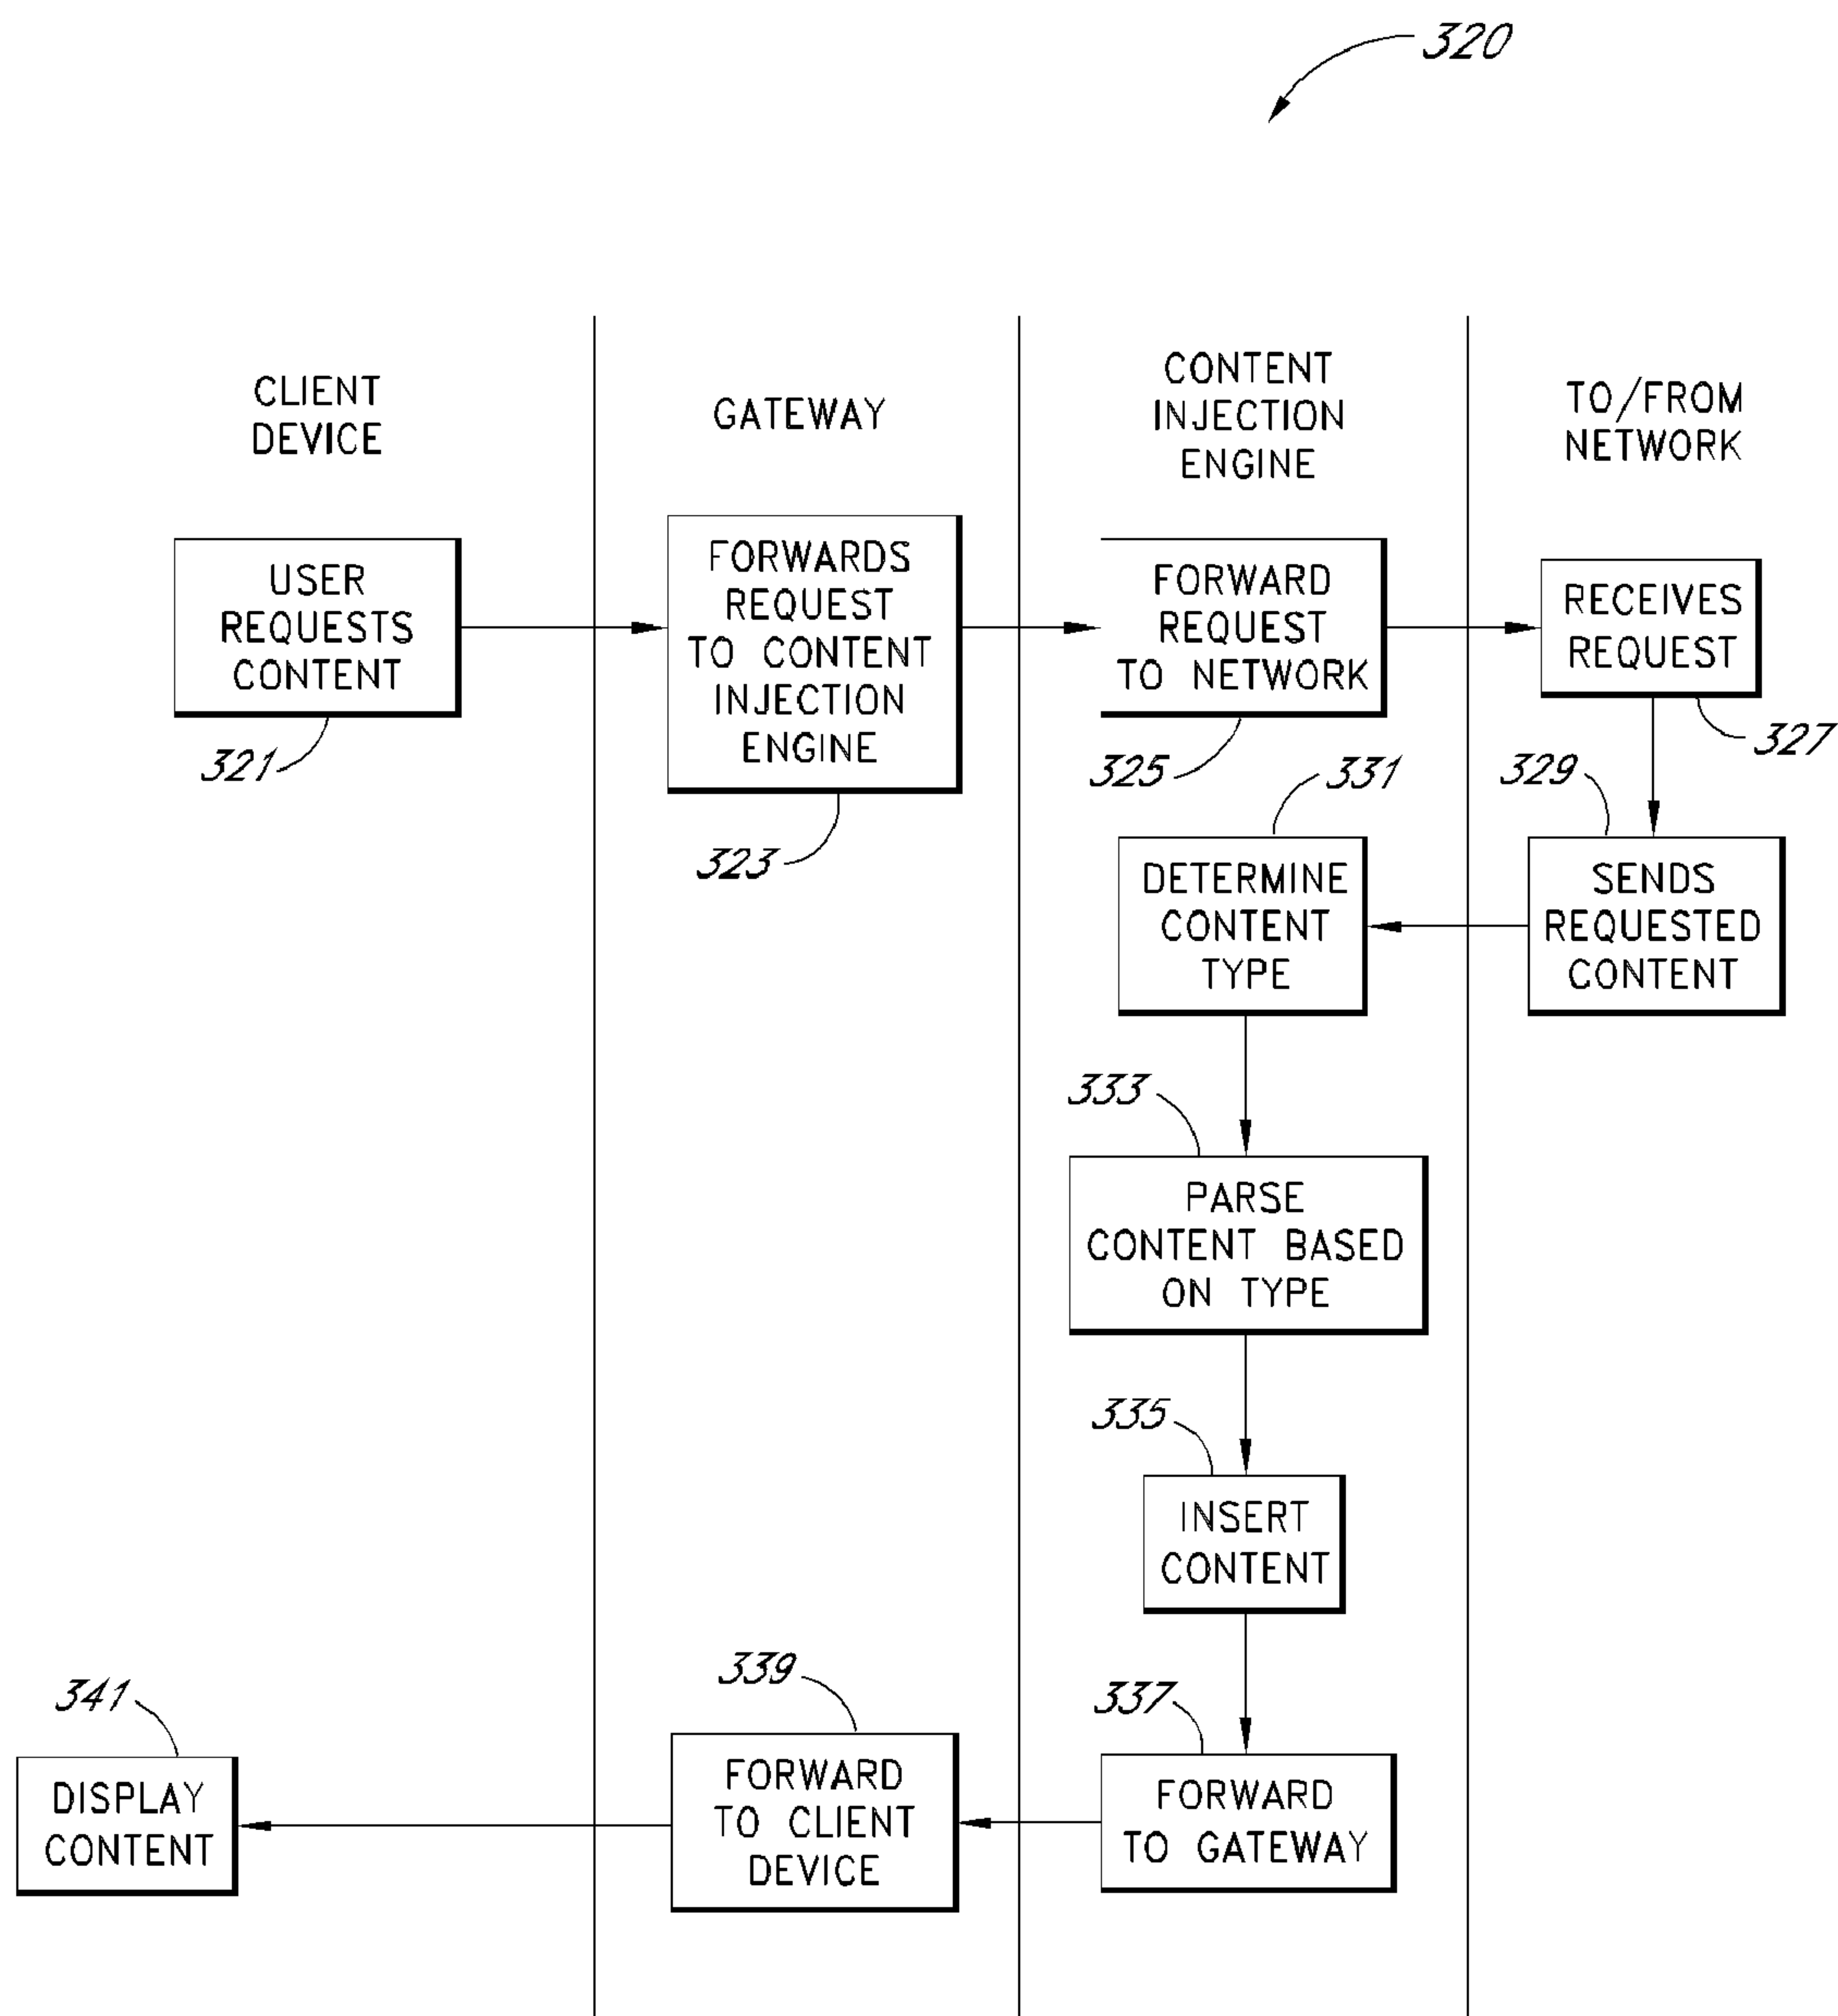 320
CLIENT
DEVICE
GATEWAY
CONTENT
INJECTION
ENGINE
TO/FROM
NETWORK
USER
REQUESTS
CONTENT
321
FORWARDS
REQUEST
TO CONTENT
INJECTION
ENGINE
323
FORWARD
REQUEST
TO NETWORK
325
RECEIVES
REQUEST
327
329
SENDS
REQUESTED
CONTENT
331
DETERMINE
CONTENT
TYPE
333
PARSE
CONTENT BASED
ON TYPE
335
INSERT
CONTENT
337
FORWARD
TO GATEWAY
339
FORWARD
TO CLIENT
DEVICE
341
DISPLAY
CONTENT